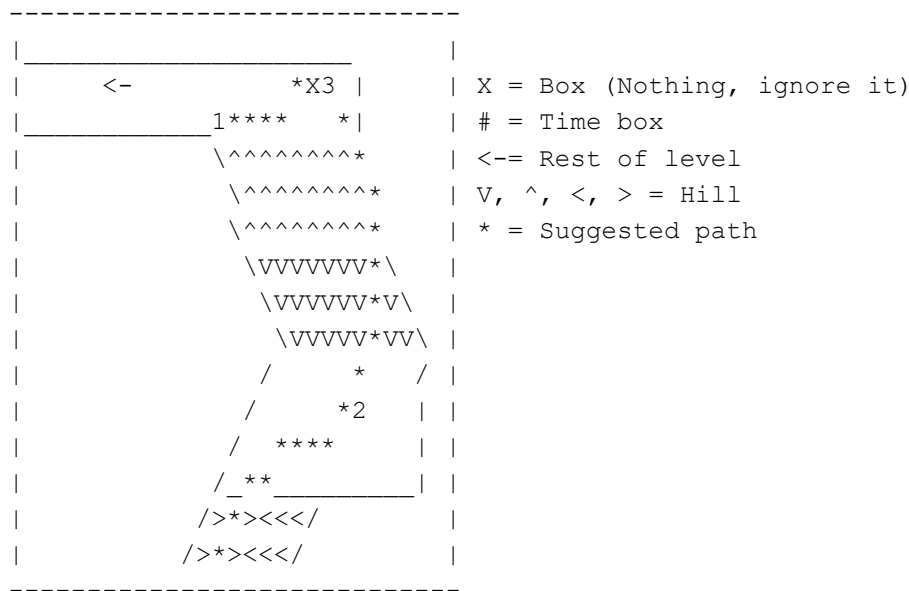 -----------------------------
|_____________________      |
|     <-          *X3 |      | X = Box (Nothing, ignore it)
|____________1****   *|      | # = Time box
|            \^^^^^^^^*      | <-= Rest of level
|             \^^^^^^^^*     | V, ^, <, > = Hill
|             \^^^^^^^^*     | * = Suggested path
|              \VVVVVVV*\    |
|               \VVVVVV*V\   |
|                \VVVVV*VV\  |
|               /     *   /  |
|              /     *2   |  |
|             /  ****     |  |
|            /_**_________|  |
|           />*><<</         |
|          />*><<</          |
-----------------------------